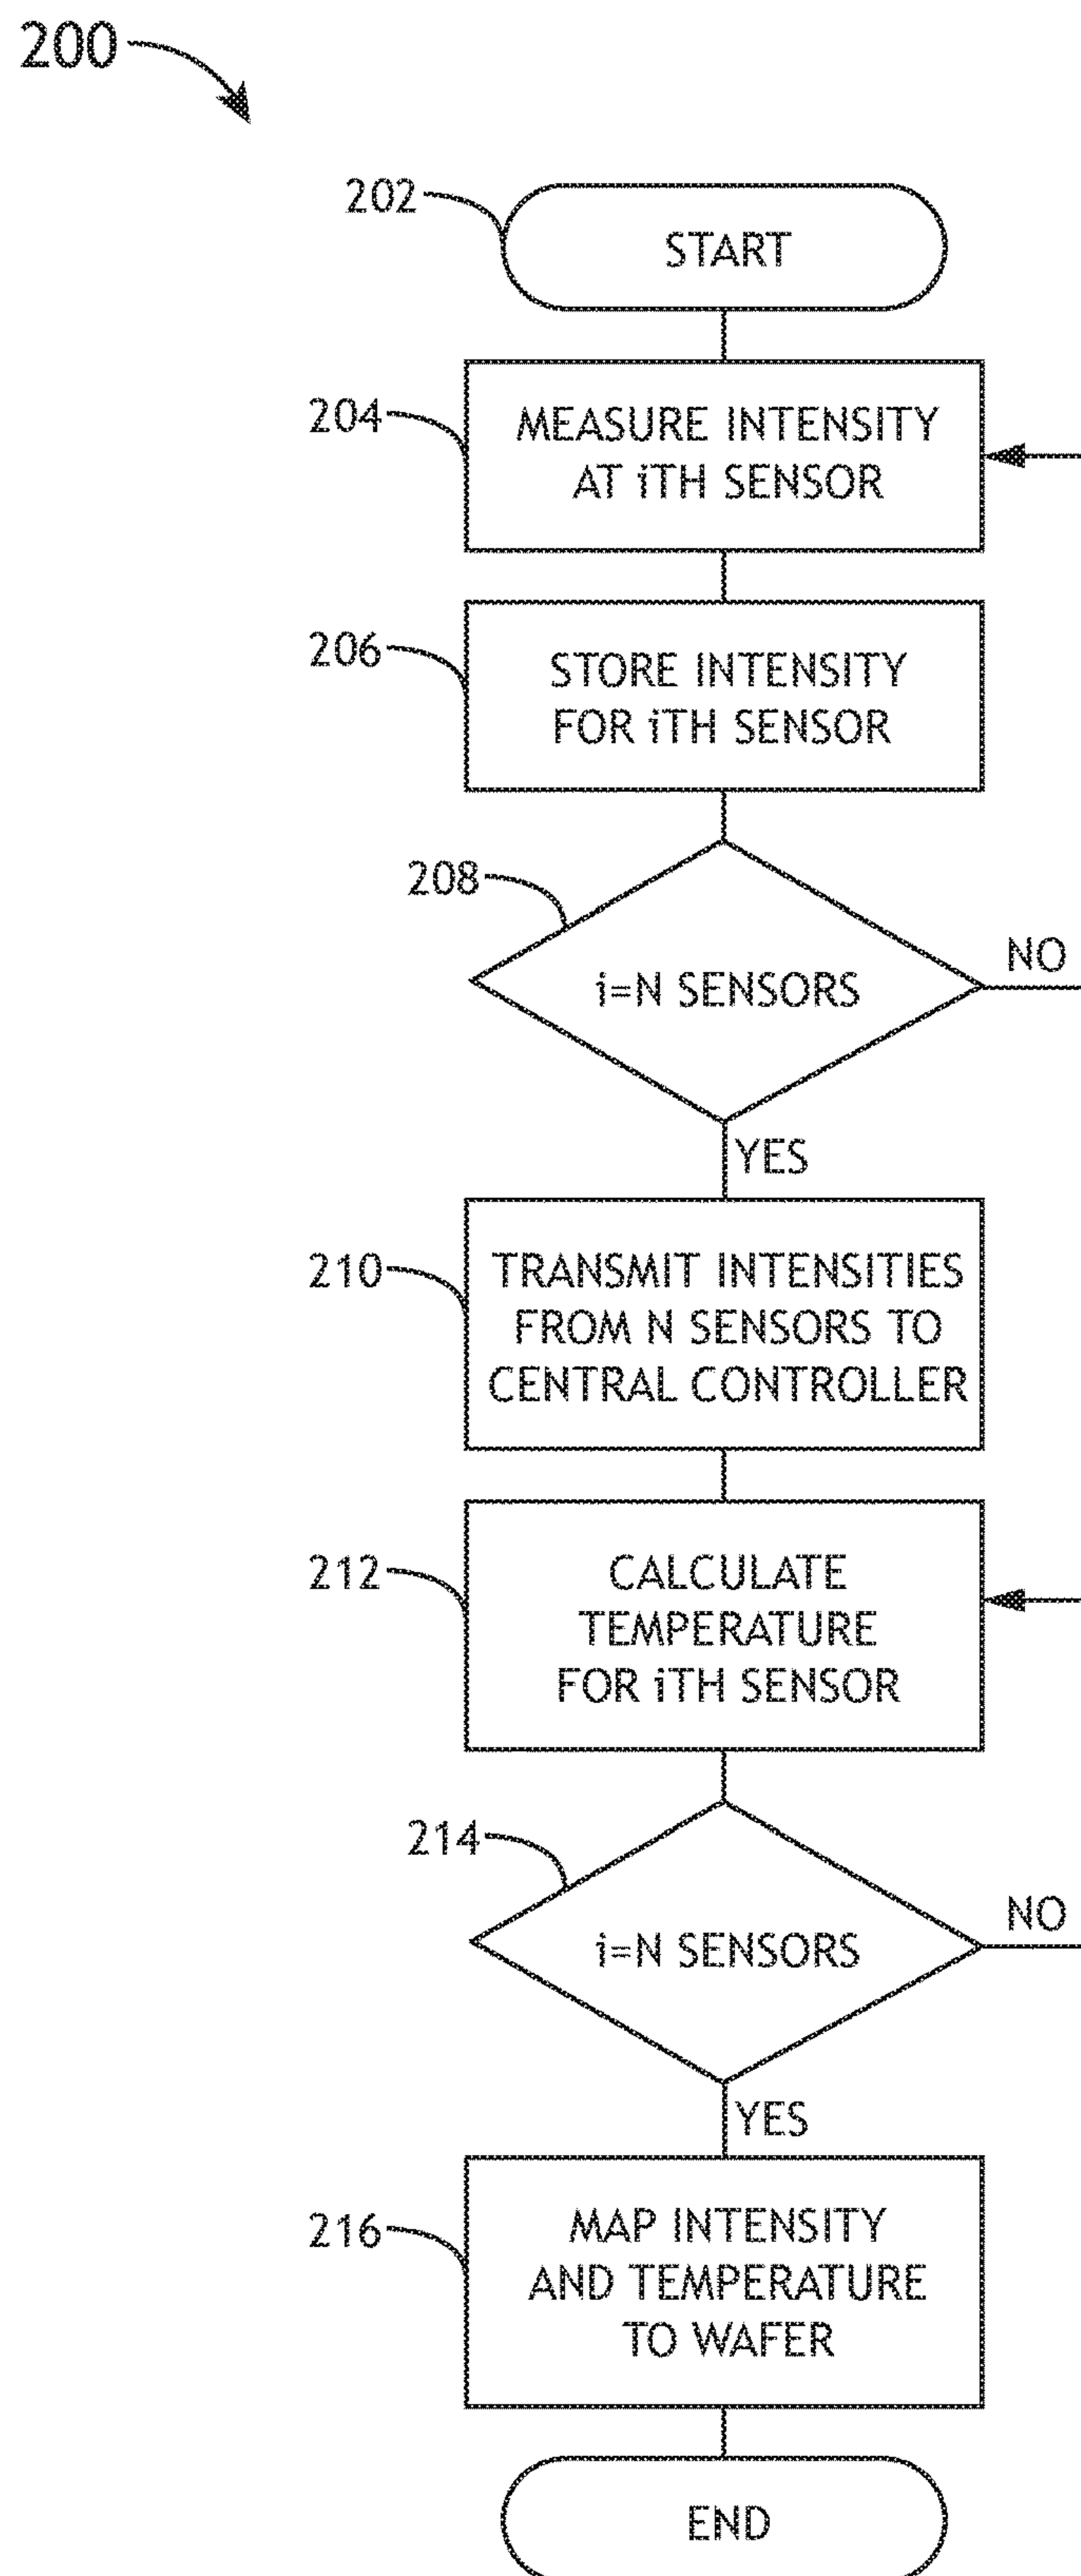 200
202
START
204
MEASURE INTENSITY
AT iTH SENSOR
206
STORE INTENSITY
FOR iTH SENSOR
208
i=N SENSORS
NO
YES
210
TRANSMIT INTENSITIES
FROM N SENSORS TO
CENTRAL CONTROLLER
212
CALCULATE
TEMPERATURE
FOR iTH SENSOR
214
i=N SENSORS
NO
YES
216
MAP INTENSITY
AND TEMPERATURE
TO WAFER
END